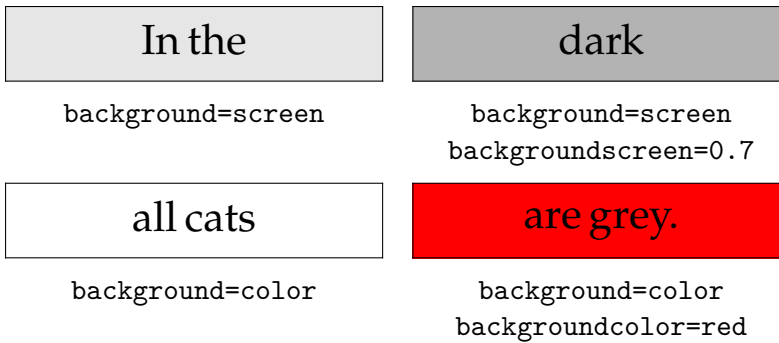 In the
background=screen
dark
background=screen
backgroundscreen=0.7
all cats
background=color
are grey.
background=color
backgroundcolor=red